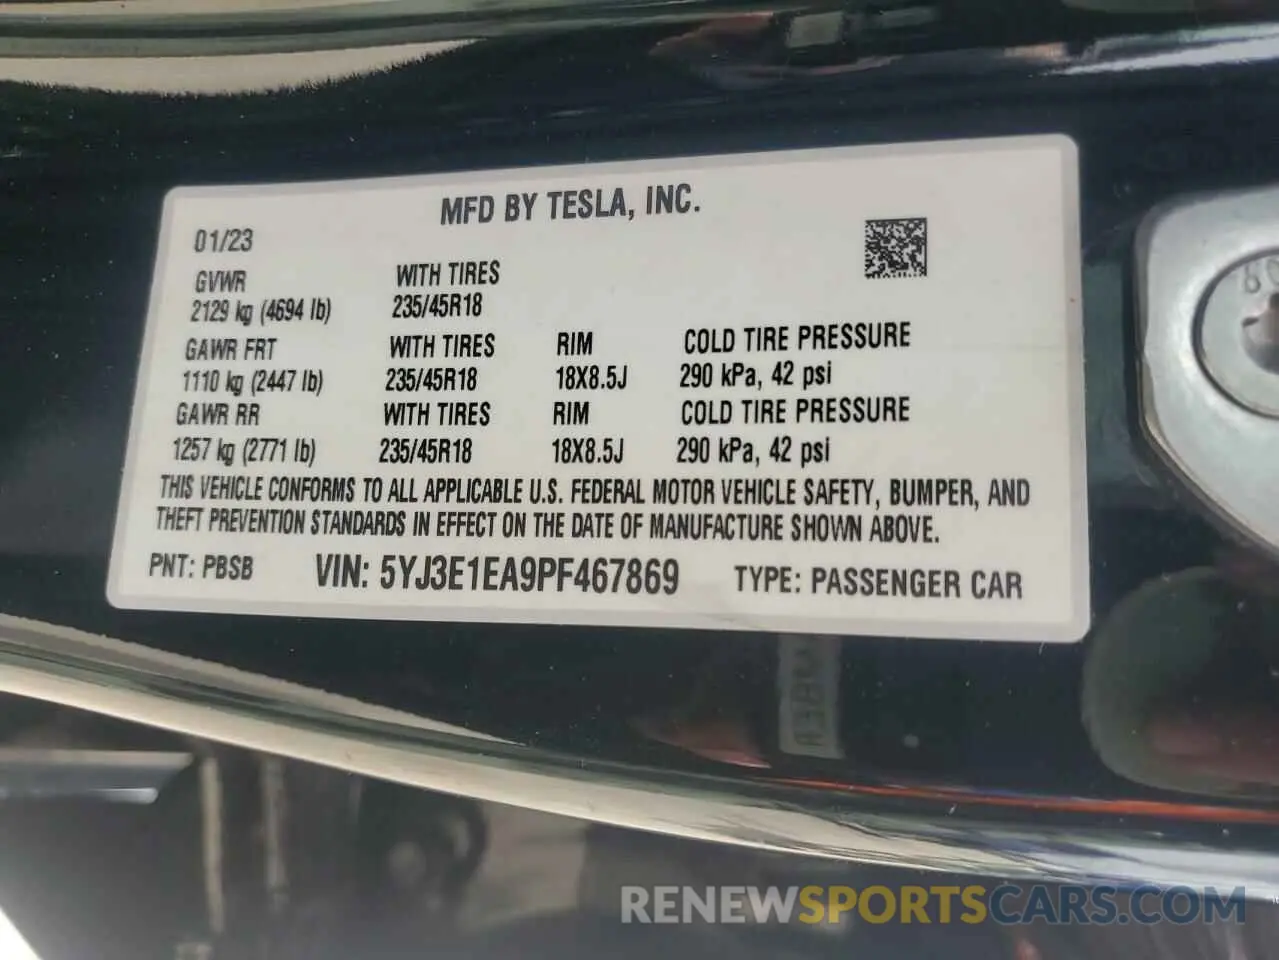 MFD BY TESLA, INC.
01/23
GVWR WITH TIRES
2129 kg (4694 lb) 235/45R18
GAWR FRT WITH TIRES RIM COLD TIRE PRESSURE
1110 kg (2447 lb) 235/45R18 18X8.5J 290 kPa, 42 psi
GAWR RR WITH TIRES RIM COLD TIRE PRESSURE
1257 kg (2771 lb) 235/45R18 18X8.5J 290 kPa, 42 psi
THIS VEHICLE CONFORMS TO ALL APPLICABLE U.S. FEDERAL MOTOR VEHICLE SAFETY, BUMPER, AND
THEFT PREVENTION STANDARDS IN EFFECT ON THE DATE OF MANUFACTURE SHOWN ABOVE.
PNT: PBSB VIN: 5YJ3E1EA9PF467869 TYPE: PASSENGER CAR
RENEWSPORTSCARS.COM